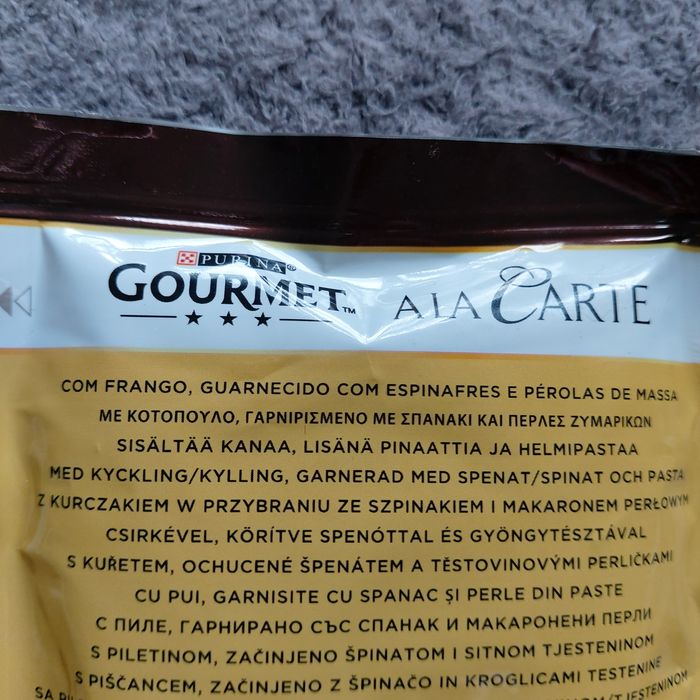 PURINA®
GOURMET™
A LA CARTE
COM FRANGO, GUARNECIDO COM ESPINAFRES E PÉROLAS DE MASSA
ΜΕ ΚΟΤΟΠΟΥΛΟ, ΓΑΡΝΙΡΙΣΜΕΝΟ ΜΕ ΣΠΑΝΑΚΙ ΚΑΙ ΠΕΡΛΕΣ ΖΥΜΑΡΙΚΩΝ
SISÄLTÄÄ KANAA, LISÄNÄ PINAATTIA JA HELMIPASTAA
MED KYCKLING/KYLLING, GARNERAD MED SPENAT/SPINAT OCH PASTA
Z KURCZAKIEM W PRZYBRANIU ZE SZPINAKIEM I MAKARONEM PERŁOWYM
CSIRKÉVEL, KÖRÍTVE SPENÓTTAL ÉS GYÖNGYTÉSZTÁVAL
S KUŘETEM, OCHUCENÉ ŠPENÁTEM A TĚSTOVINOVÝMI PERLIČKAMI
CU PUI, GARNISITE CU SPANAC ȘI PERLE DIN PASTE
С ПИЛЕ, ГАРНИРАНО СЪС СПАНАК И МАКАРОНЕНИ ПЕРЛИ
S PILETINOM, ZAČINJENO ŠPINATOM I SITNOM TJESTENINOM
S PIŠČANCEM, ZAČINJENO Z ŠPINAČO IN KROGLICAMI TESTENINE